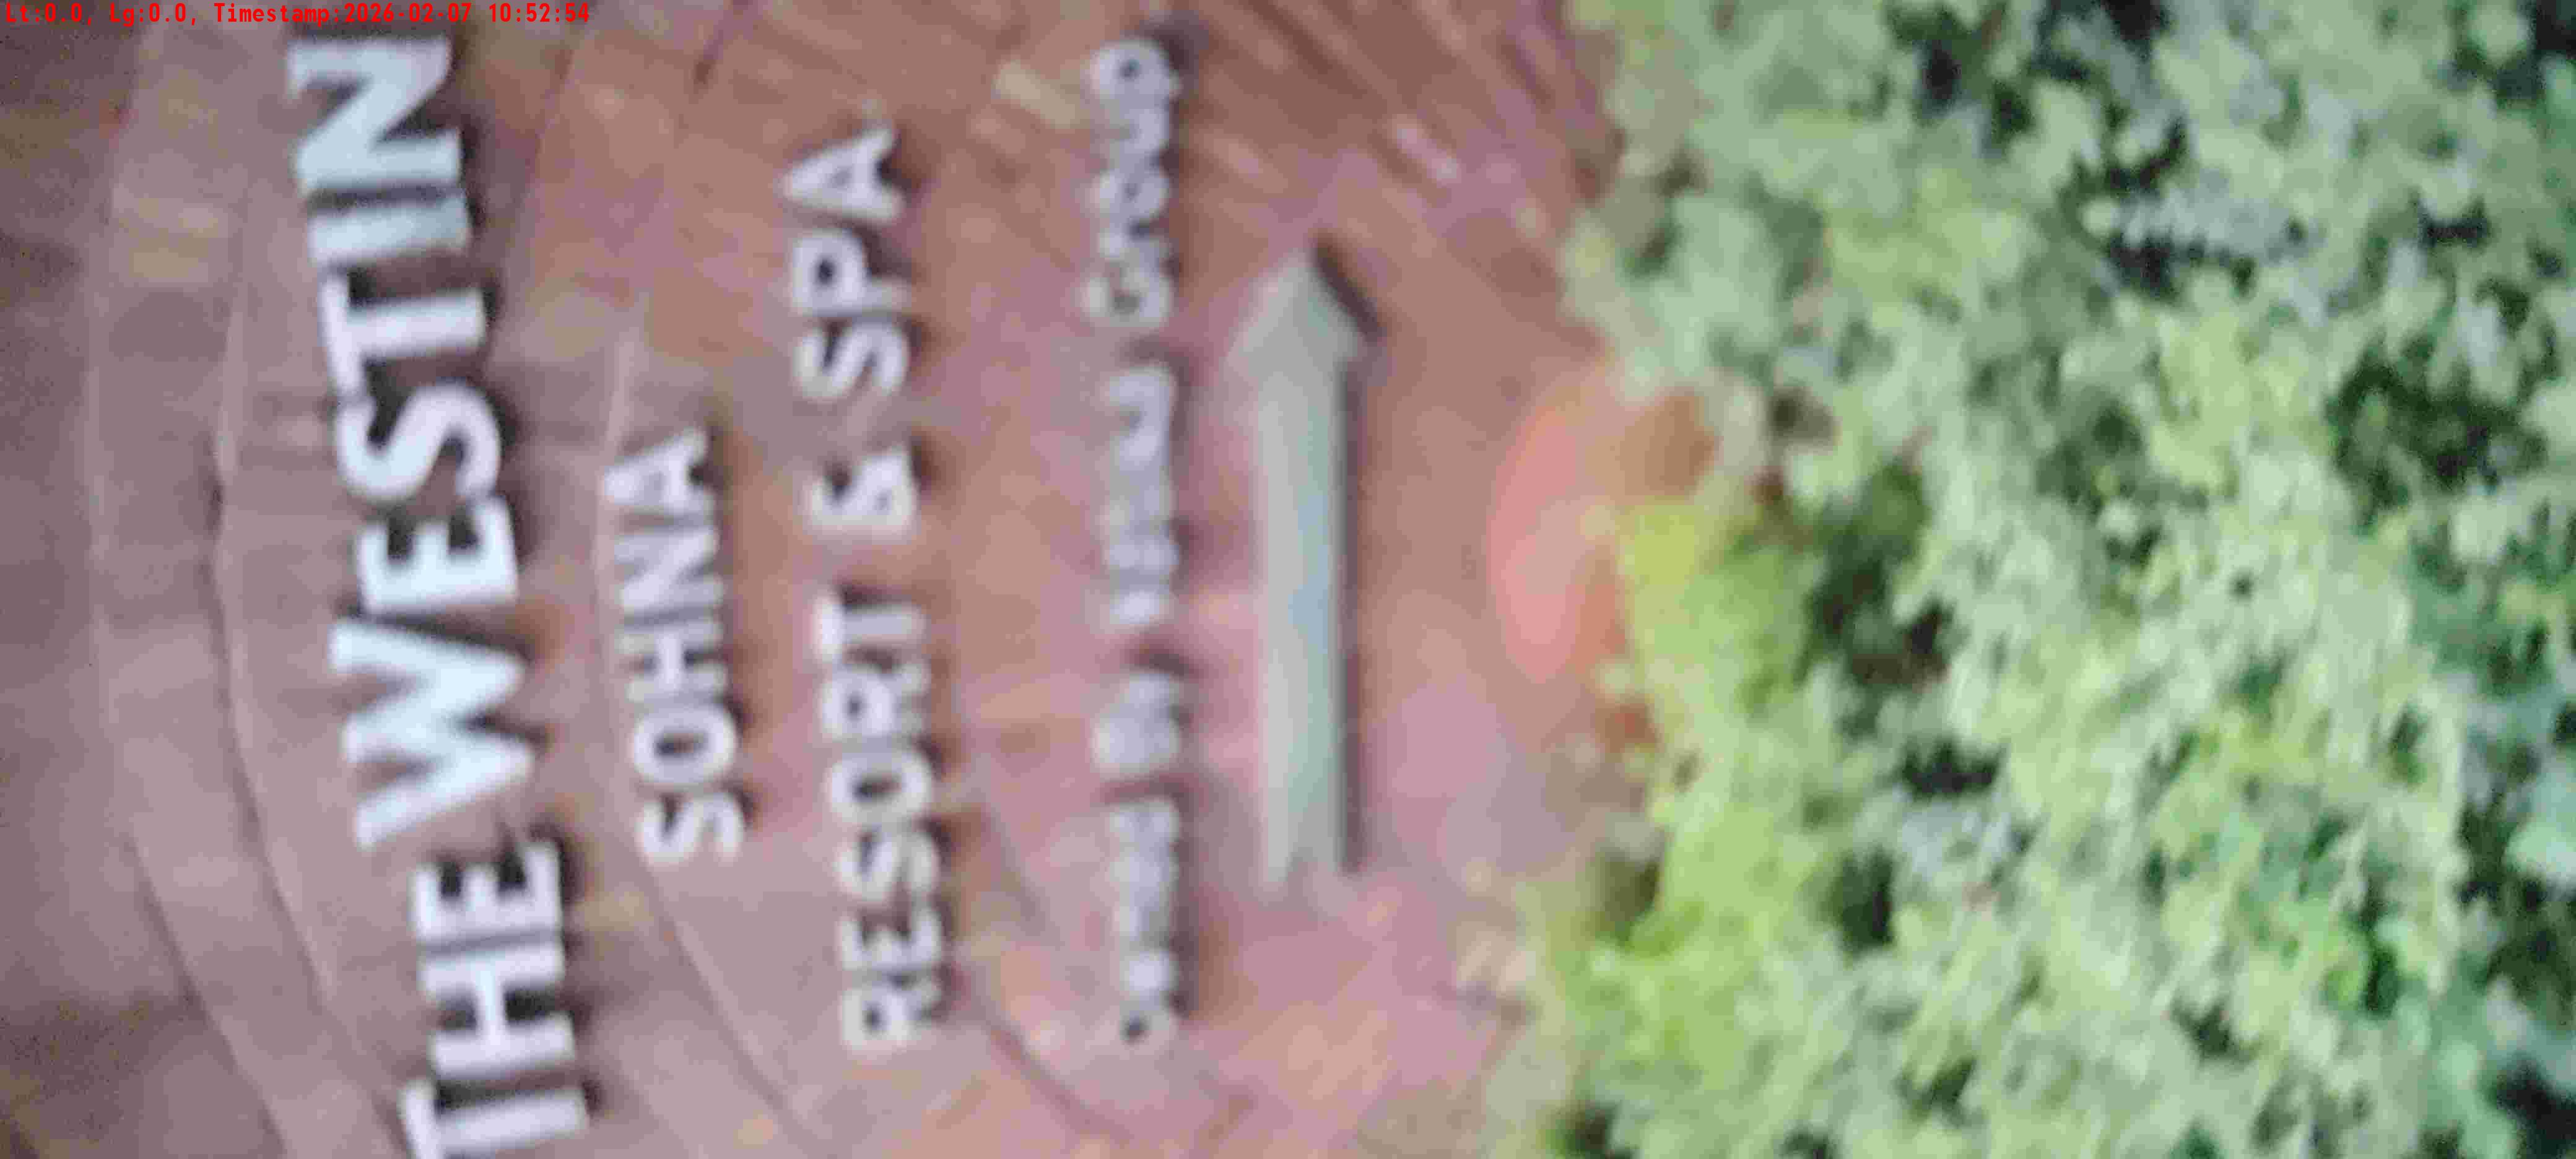 Lt:0.0, Lg:0.0, Timestamp:2026-02-07 10:52:54
THE WESTIN
SOHNA
RESORT & SPA